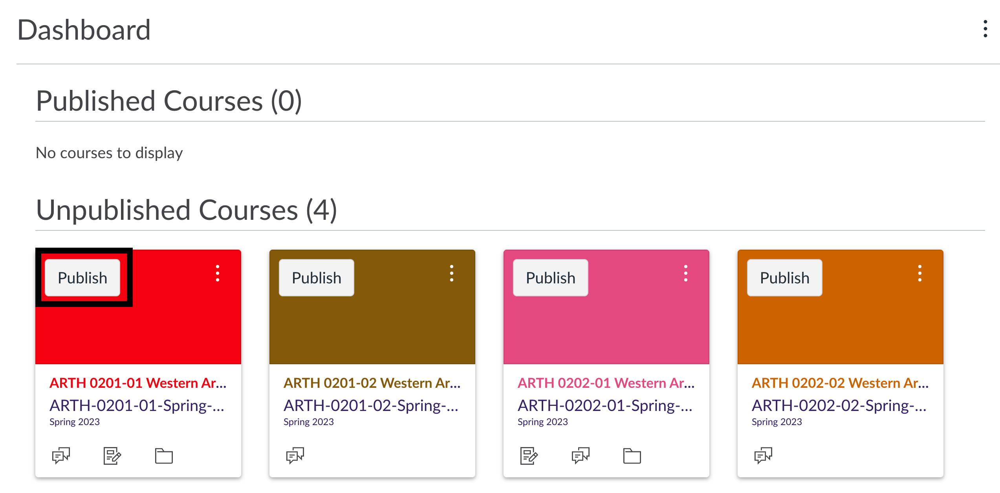 Dashboard
Published Courses (0)
No courses to display
Unpublished Courses (4)
Publish
ARTH 0201-01 Western Ar...
ARTH-0201-01-Spring-...
Spring 2023
Publish
ARTH 0201-02 Western Ar...
ARTH-0201-02-Spring-...
Spring 2023
Publish
ARTH 0202-01 Western Ar...
ARTH-0202-01-Spring-...
Spring 2023
Publish
ARTH 0202-02 Western Ar...
ARTH-0202-02-Spring-...
Spring 2023